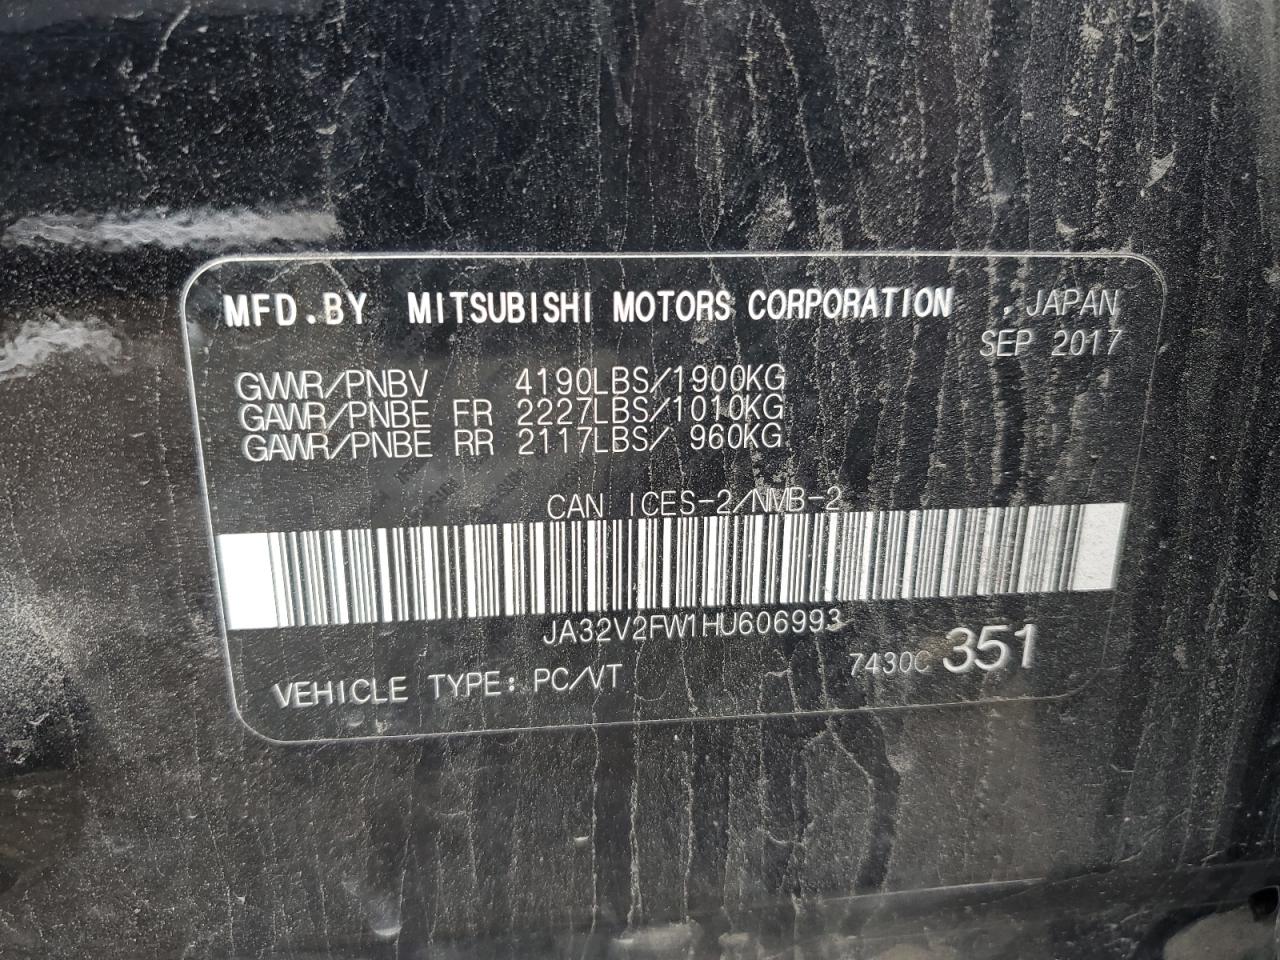 MFD.BY MITSUBISHI MOTORS CORPORATION , JAPAN
SEP 2017
GVWR/PNBV 4190LBS/1900KG
GAWR/PNBE FR 2227LBS/1010KG
GAWR/PNBE RR 2117LBS/ 960KG
CAN ICES-2/NMB-2
JA32V2FW1HU606993
7430C 351
VEHICLE TYPE: PC/VT